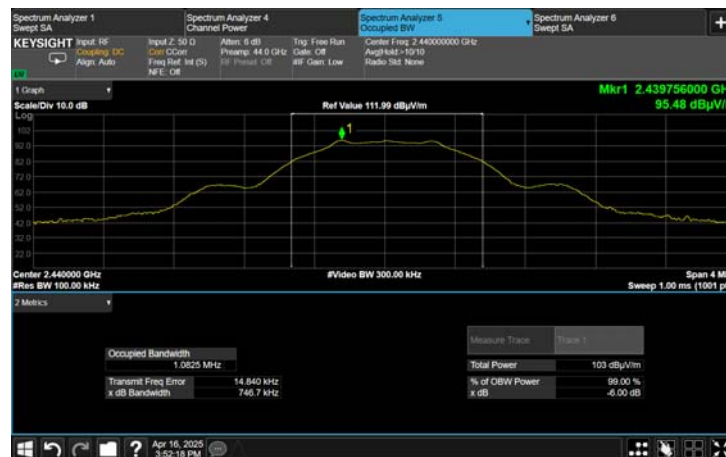 Spectrum Analyzer 1
Swept SA
Spectrum Analyzer 4
Channel Power
Spectrum Analyzer 5
Occupied BW
Spectrum Analyzer 6
Swept SA
KEYSIGHT
Input: RF
Coupling: DC
Align: Auto
Input Z: 50 Ω
Corr CCorr
Freq Ref: Int (S)
NFE: Off
Atten: 6 dB
Preamp: 44.0 GHz
RF Presel: Off
Trig: Free Run
Gate: Off
#IF Gain: Low
Center Freq: 2.440000000 GHz
Avg|Hold:>10/10
Radio Std: None
1 Graph
Scale/Div 10.0 dB
Ref Value 111.99 dBµV/m
Mkr1 2.439756000 GH
95.48 dBµV/
Log
102
92.0
82.0
72.0
62.0
52.0
42.0
32.0
22.0
1
Center 2.440000 GHz
#Res BW 100.00 kHz
#Video BW 300.00 kHz
Span 4 M
Sweep 1.00 ms (1001 p
2 Metrics
Measure Trace
Trace 1
Occupied Bandwidth
1.0825 MHz
Total Power
103 dBµV/m
Transmit Freq Error
14.840 kHz
% of OBW Power
99.00 %
x dB Bandwidth
746.7 kHz
x dB
-6.00 dB
?
Apr 16, 2025
3:52:18 PM